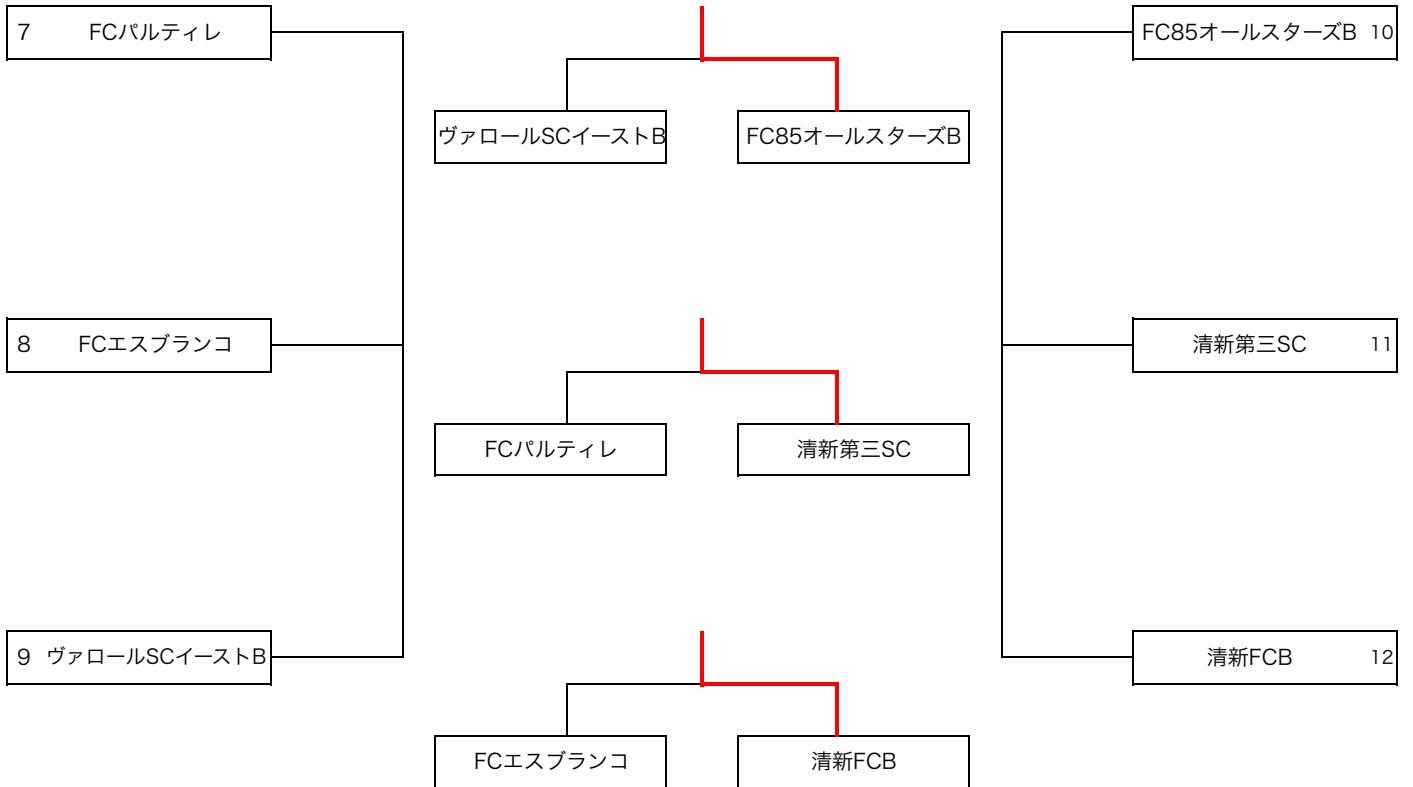 7 FCパルティレ
FC85オールスターズB 10
ヴァロールSCイーストB
FC85オールスターズB
8 FCエスブランコ
清新第三SC 11
FCパルティレ
清新第三SC
9 ヴァロールSCイーストB
清新FCB 12
FCエスブランコ
清新FCB